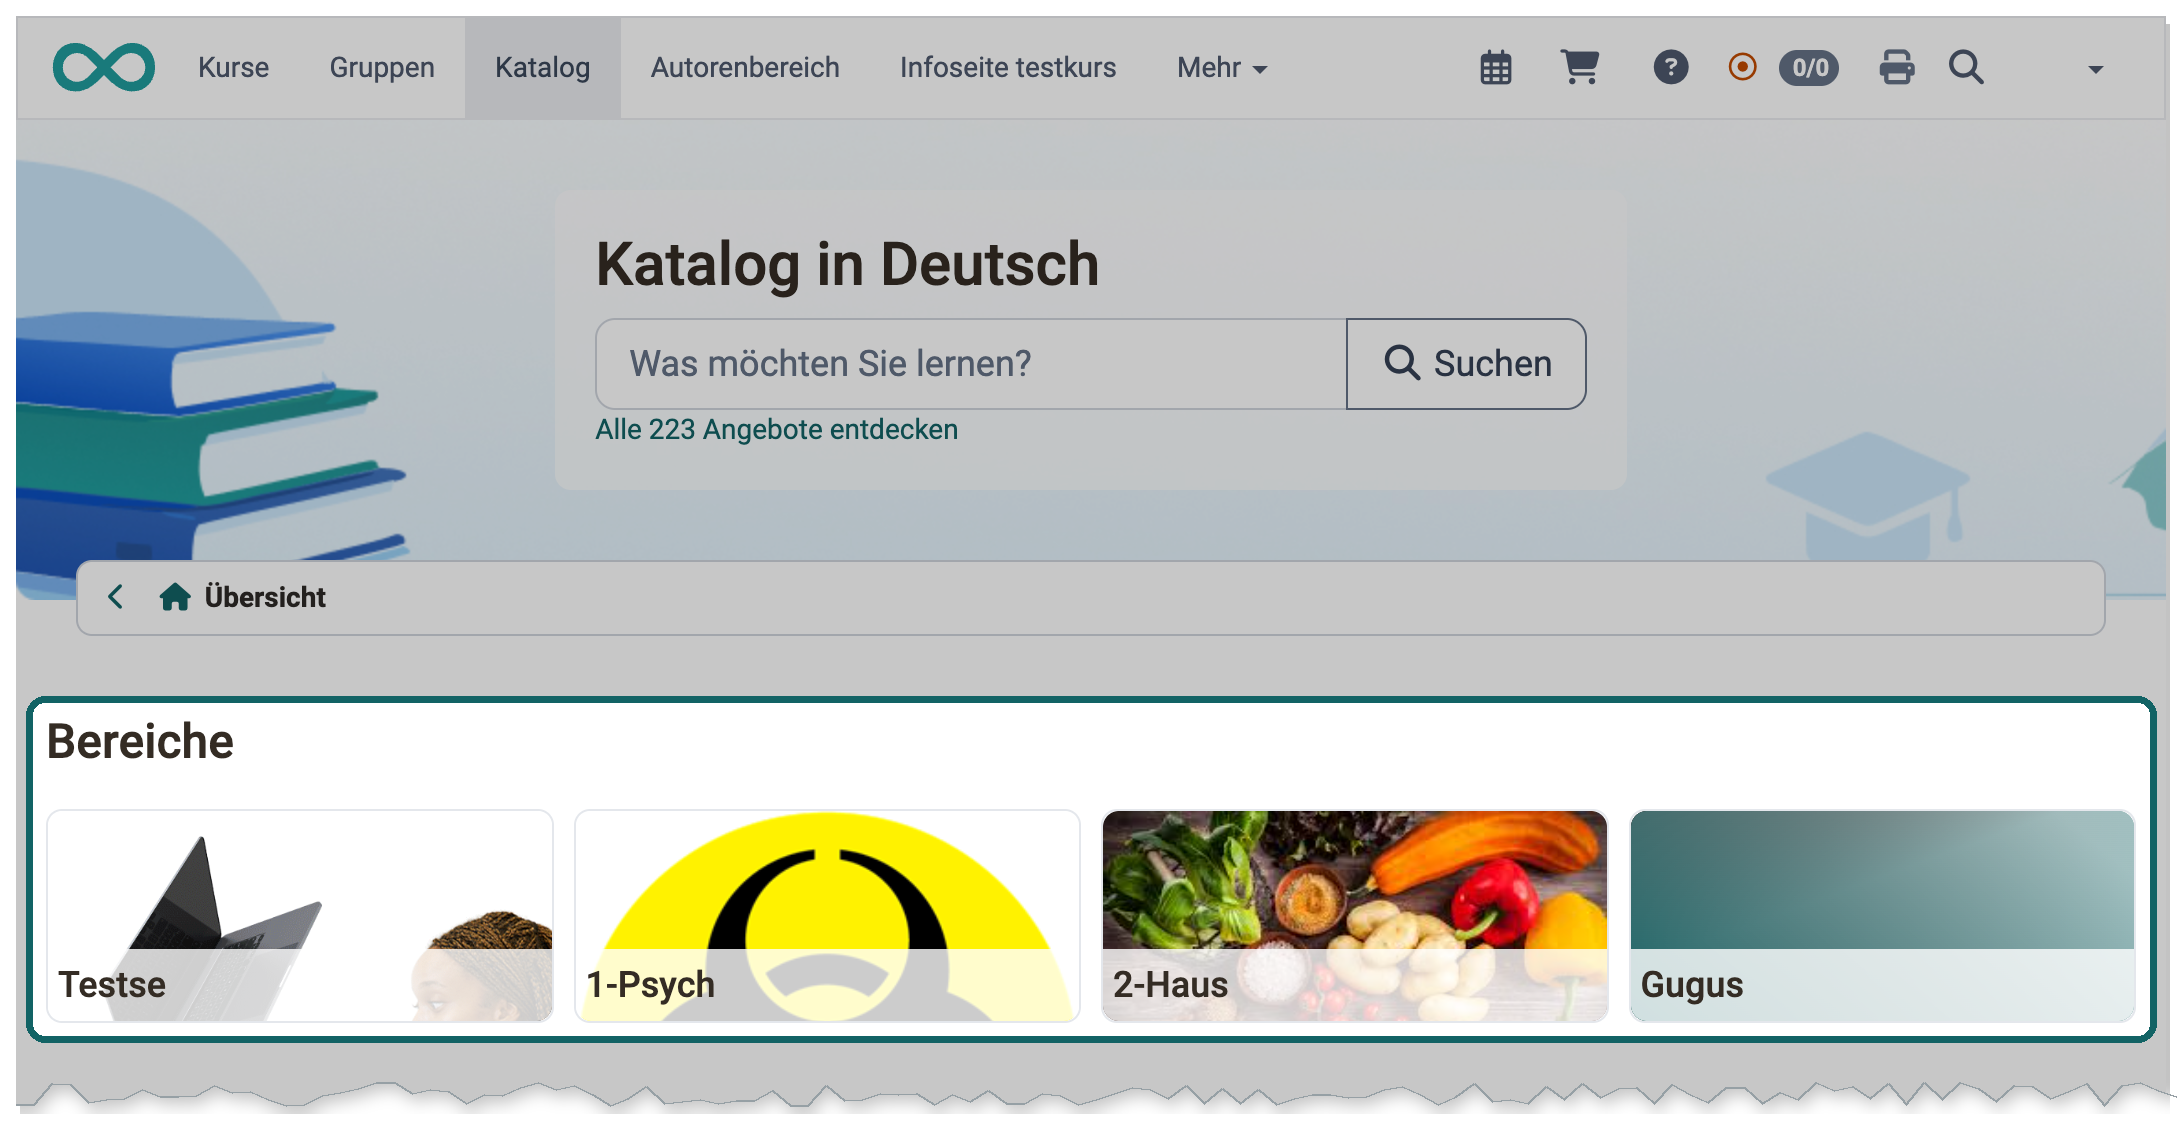 Kurse Gruppen Katalog Autorenbereich Infoseite testkurs Mehr ? 0/0
Katalog in Deutsch
Was möchten Sie lernen? Suchen
Alle 223 Angebote entdecken
Übersicht
Bereiche
Testse 1-Psych 2-Haus Gugus